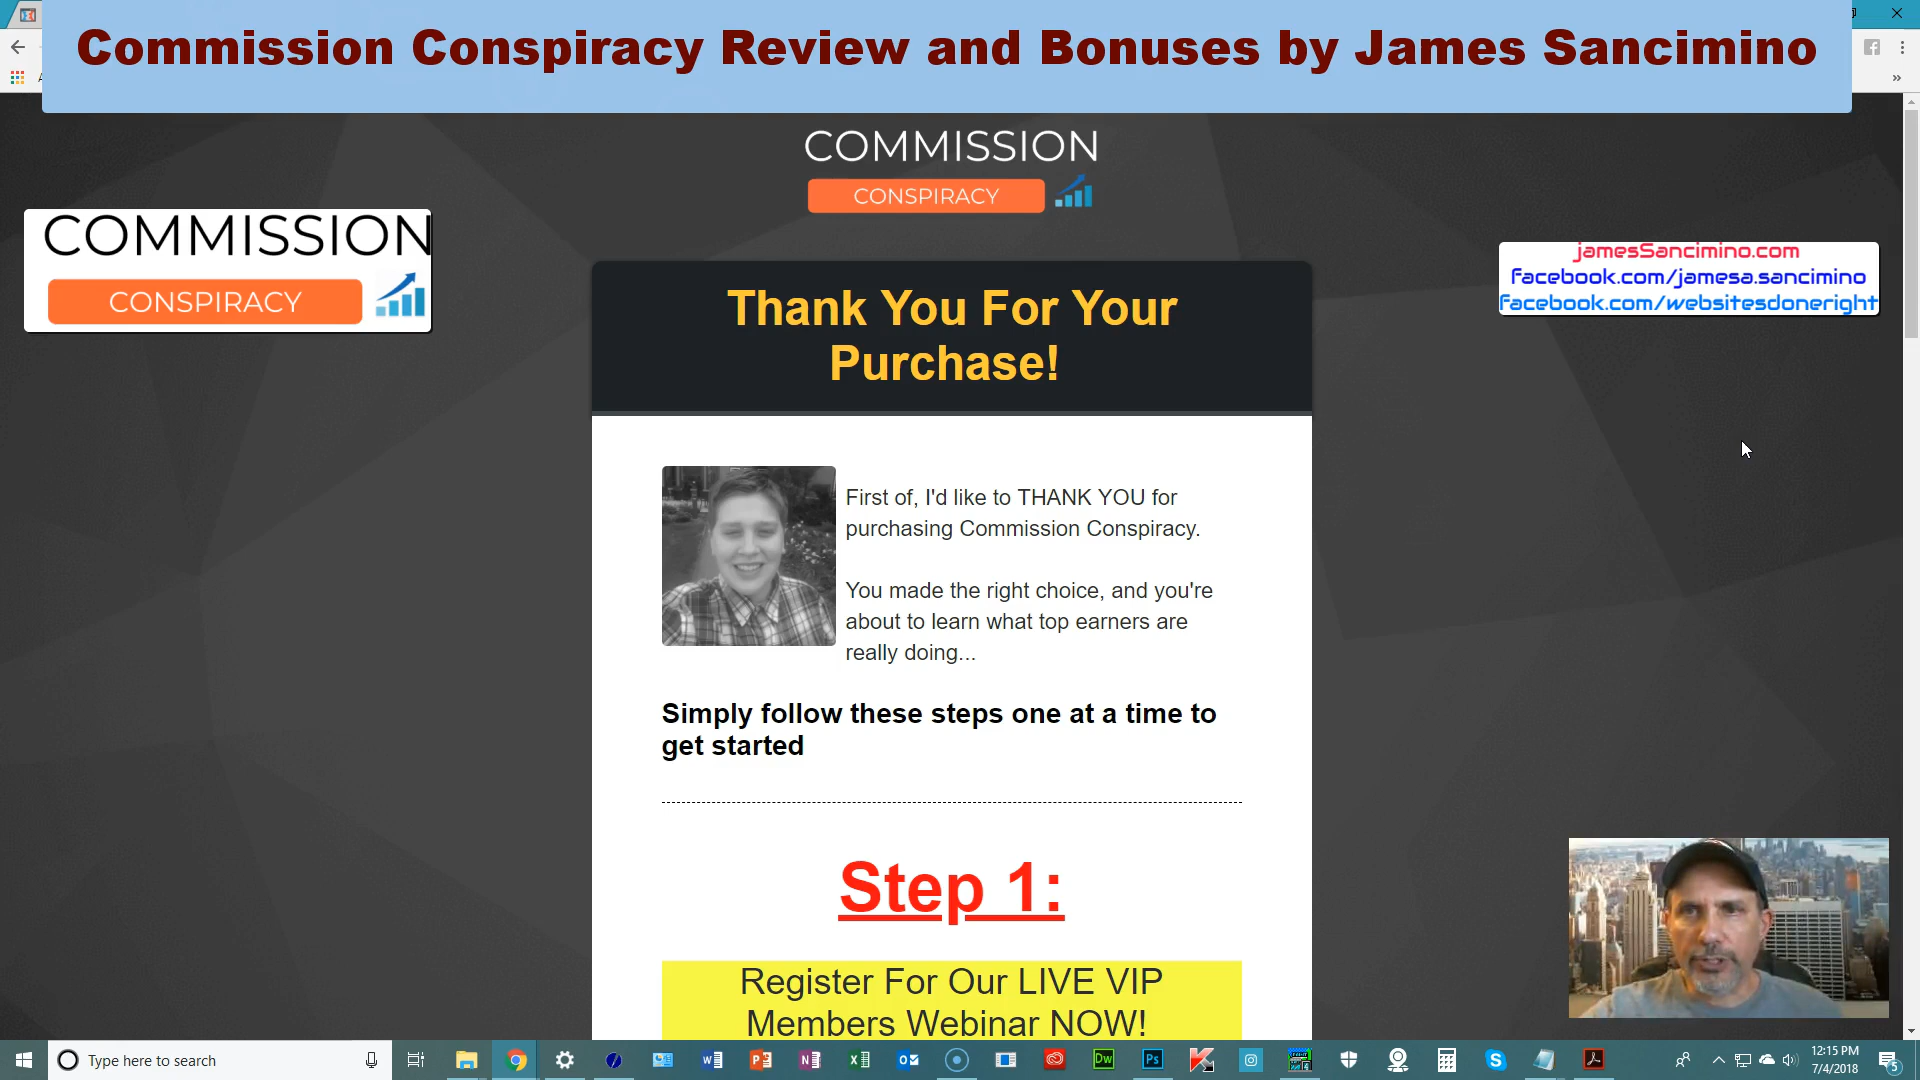 Commission Conspiracy Review and Bonuses by James Sancimino
COMMISSION
CONSPIRACY
COMMISSION
CONSPIRACY
jamesSancimino.com
facebook.com/jamesa.sancimino
facebook.com/websitesdoneright
Thank You For Your
Purchase!
First of, I'd like to THANK YOU for
purchasing Commission Conspiracy.
You made the right choice, and you're
about to learn what top earners are
really doing...
Simply follow these steps one at a time to
get started
Step 1:
Register For Our LIVE VIP
Members Webinar NOW!
Type here to search
12:15 PM
7/4/2018
5